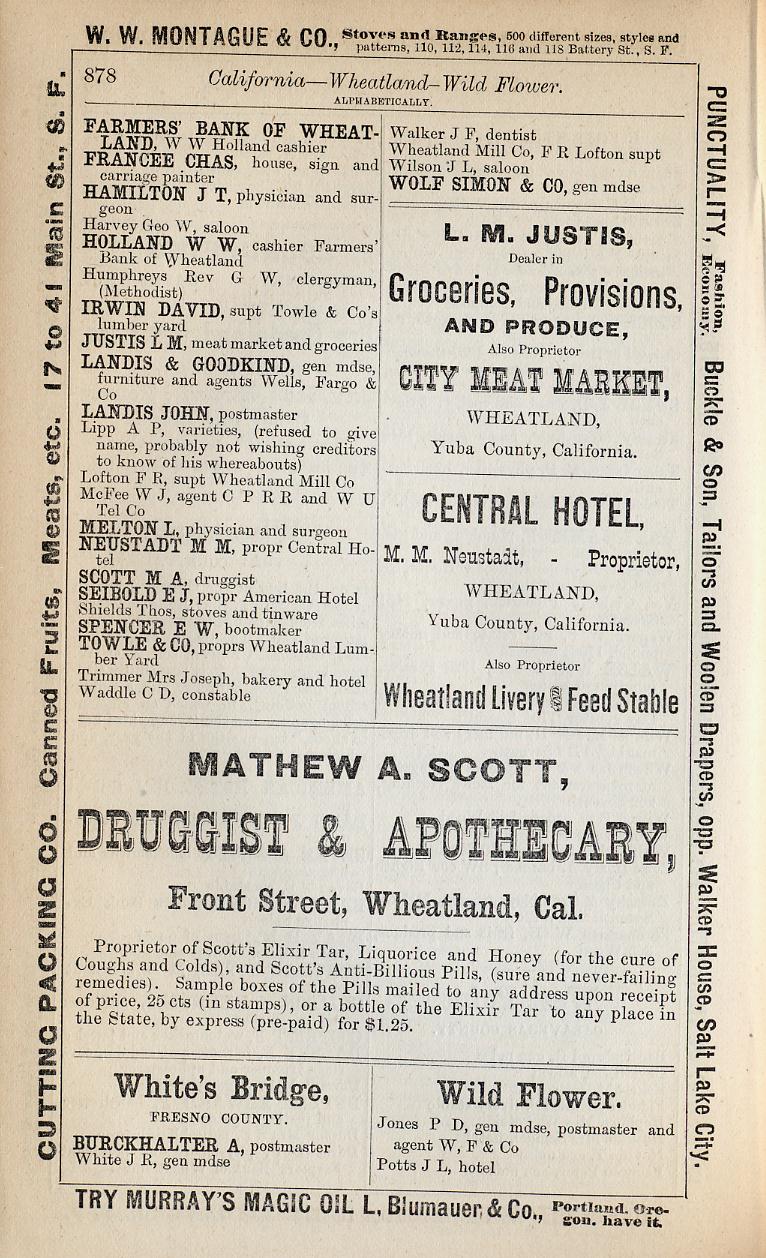 W. W. MONTAGUE & CO., Stoves and Ranges, 500 different sizes, styles and
patterns, 110, 112, 114, 116 and 118 Battery St., S. F.
878
California—Wheatland—Wild Flower.
ALPHABETICALLY.
FARMERS' BANK OF WHEAT-
LAND, W W Holland cashier
FRANCEE CHAS, house, sign and
carriage painter
HAMILTON J T, physician and sur-
geon
Harvey Geo W, saloon
HOLLAND W W, cashier Farmers'
Bank of Wheatland
Humphreys Rev G W, clergyman,
(Methodist)
IRWIN DAVID, supt Towle & Co's
lumber yard
JUSTIS L M, meat market and groceries
LANDIS & GOODKIND, gen mdse,
furniture and agents Wells, Fargo &
Co
LANDIS JOHN, postmaster
Lipp A P, varieties, (refused to give
name, probably not wishing creditors
to know of his whereabouts)
Lofton F R, supt Wheatland Mill Co
McFee W J, agent C P R R and W U
Tel Co
MELTON L, physician and surgeon
NEUSTADT M M, propr Central Ho-
tel
SCOTT M A, druggist
SEIBOLD E J, propr American Hotel
Shields Thos, stoves and tinware
SPENCER E W, bootmaker
TOWLE & CO, proprs Wheatland Lum-
ber Yard
Trimmer Mrs Joseph, bakery and hotel
Waddle C D, constable
Walker J F, dentist
Wheatland Mill Co, F R Lofton supt
Wilson J L, saloon
WOLF SIMON & CO, gen mdse
L. M. JUSTIS,
Dealer in
Groceries, Provisions,
AND PRODUCE,
Also Proprietor
CITY MEAT MARKET,
WHEATLAND,
Yuba County, California.
CENTRAL HOTEL,
M. M. Neustadt, - Proprietor,
WHEATLAND,
Yuba County, California.
Also Proprietor
Wheatland Livery and Feed Stable
MATHEW A. SCOTT,
DRUGGIST & APOTHECARY,
Front Street, Wheatland, Cal.
Proprietor of Scott's Elixir Tar, Liquorice and Honey (for the cure of
Coughs and Colds), and Scott's Anti-Billious Pills, (sure and never-failing
remedies). Sample boxes of the Pills mailed to any address upon receipt
of price, 25 cts (in stamps), or a bottle of the Elixir Tar to any place in
the State, by express (pre-paid) for $1.25.
White's Bridge,
FRESNO COUNTY.
BURCKHALTER A, postmaster
White J R, gen mdse
Wild Flower.
Jones P D, gen mdse, postmaster and
agent W, F & Co
Potts J L, hotel
TRY MURRAY'S MAGIC OIL L, Blumauer & Co., Portland. Ore-
gon. have it.
CUTTING PACKING CO. Canned Fruits, Meats, etc. 17 to 41 Main St., S. F.
PUNCTUALITY, Fashion, Economy. Buckle & Son, Tailors and Woolen Drapers, opp. Walker House, Salt Lake City.